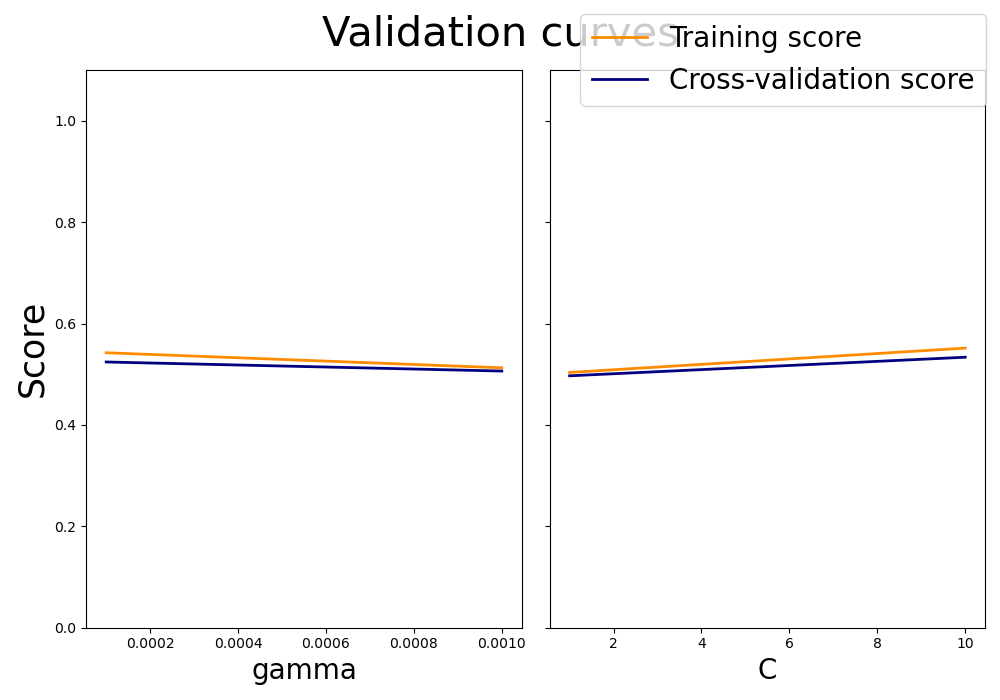 Validation curves
Training score
Cross-validation score
Score
1.0
0.8
0.6
0.4
0.2
0.0
0.0002 0.0004 0.0006 0.0008 0.0010
gamma
2 4 6 8 10
C